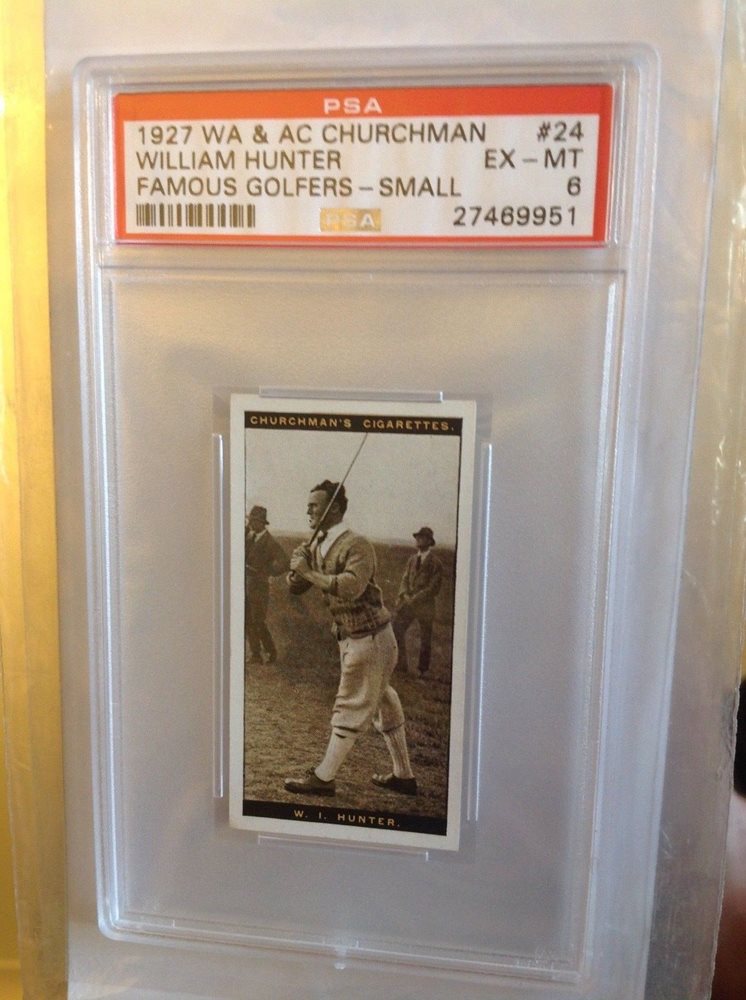 PSA
1927 WA & AC CHURCHMAN #24
WILLIAM HUNTER EX - MT
FAMOUS GOLFERS - SMALL 6
PSA 27469951
CHURCHMAN'S CIGARETTES.
W. I. HUNTER.